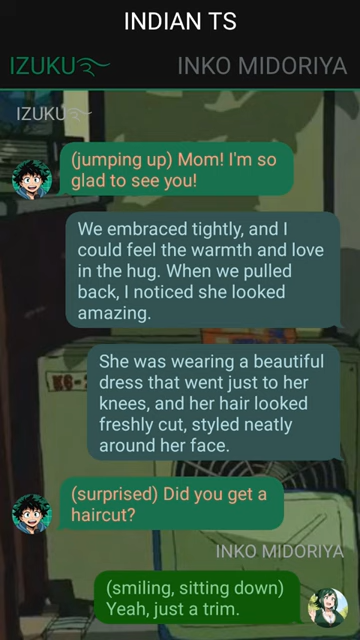 INDIAN TS
IZUKU INKO MIDORIYA
IZUKU
(jumping up) Mom! I'm so
glad to see you!
We embraced tightly, and I
could feel the warmth and love
in the hug. When we pulled
back, I noticed she looked
amazing.
She was wearing a beautiful
dress that went just to her
knees, and her hair looked
freshly cut, styled neatly
around her face.
(surprised) Did you get a
haircut?
INKO MIDORIYA
(smiling, sitting down)
Yeah, just a trim.